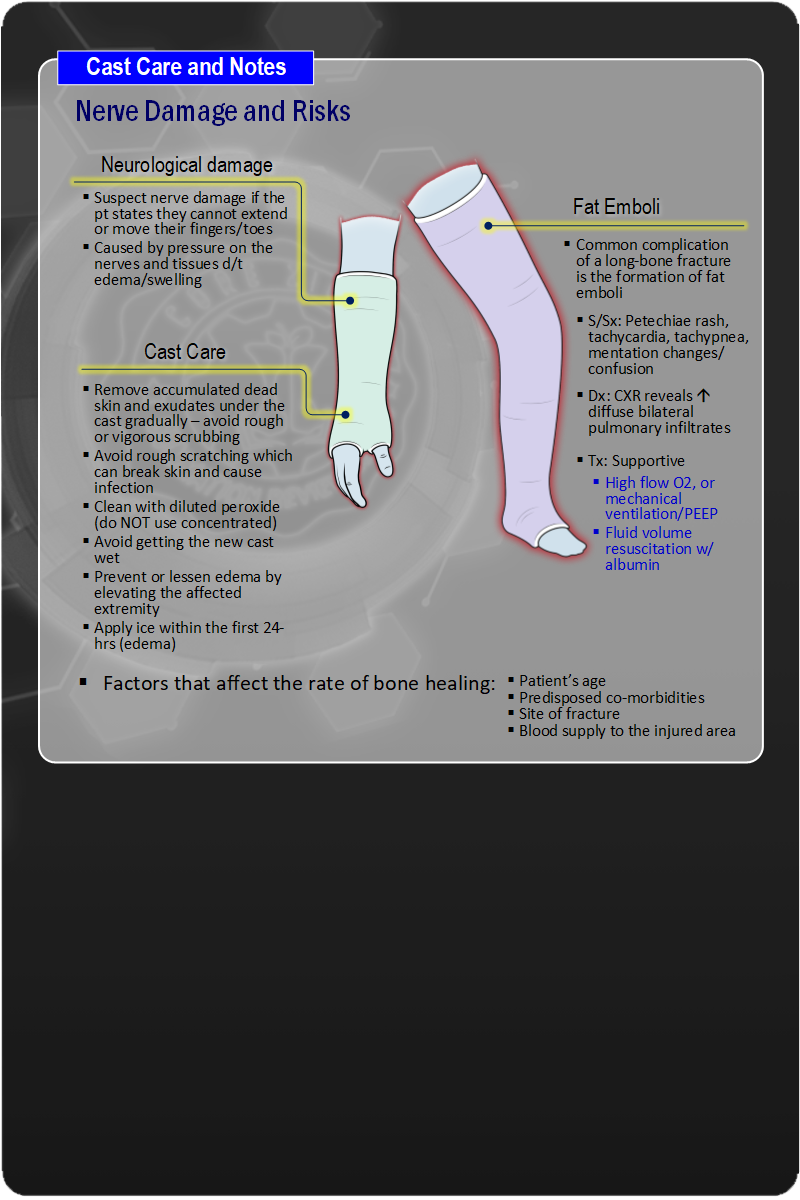 Cast Care and Notes
Nerve Damage and Risks
Neurological damage
▪ Suspect nerve damage if the
pt states they cannot extend
or move their fingers/toes
▪ Caused by pressure on the
nerves and tissues d/t
edema/swelling
Cast Care
▪ Remove accumulated dead
skin and exudates under the
cast gradually – avoid rough
or vigorous scrubbing
▪ Avoid rough scratching which
can break skin and cause
infection
▪ Clean with diluted peroxide
(do NOT use concentrated)
▪ Avoid getting the new cast
wet
▪ Prevent or lessen edema by
elevating the affected
extremity
▪ Apply ice within the first 24-
hrs (edema)
Fat Emboli
▪ Common complication
of a long-bone fracture
is the formation of fat
emboli
▪ S/Sx: Petechiae rash,
tachycardia, tachypnea,
mentation changes/
confusion
▪ Dx: CXR reveals ↑
diffuse bilateral
pulmonary infiltrates
▪ Tx: Supportive
▪ High flow O2, or
mechanical
ventilation/PEEP
▪ Fluid volume
resuscitation w/
albumin
▪ Factors that affect the rate of bone healing:
▪ Patient's age
▪ Predisposed co-morbidities
▪ Site of fracture
▪ Blood supply to the injured area